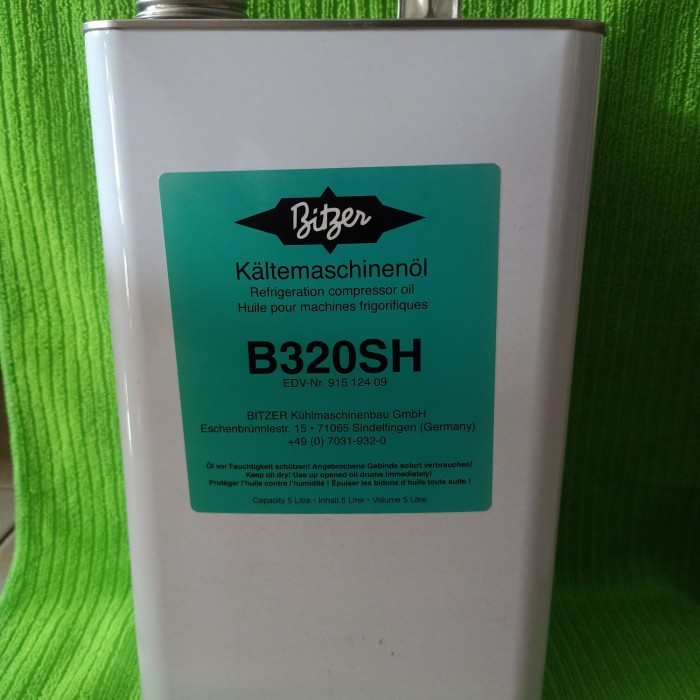 Bitzer
Kältemaschinenöl
Refrigeration compressor oil
Huile pour machines frigorifiques
B320SH
EDV-Nr. 915 124 09
BITZER Kühlmaschinenbau GmbH
Eschenbrünnlestr. 15 • 71065 Sindelfingen (Germany)
+49 (0) 7031-932-0
Öl vor Feuchtigkeit schützen! Angebrochene Gebinde sofort verbrauchen!
Keep oil dry! Use up opened oil drums immediately!
Protéger l'huile contre l'humidité ! Épuiser les bidons d'huile toute suite !
Capacity 5 Litre • Inhalt 5 Liter • Volume 5 Litre